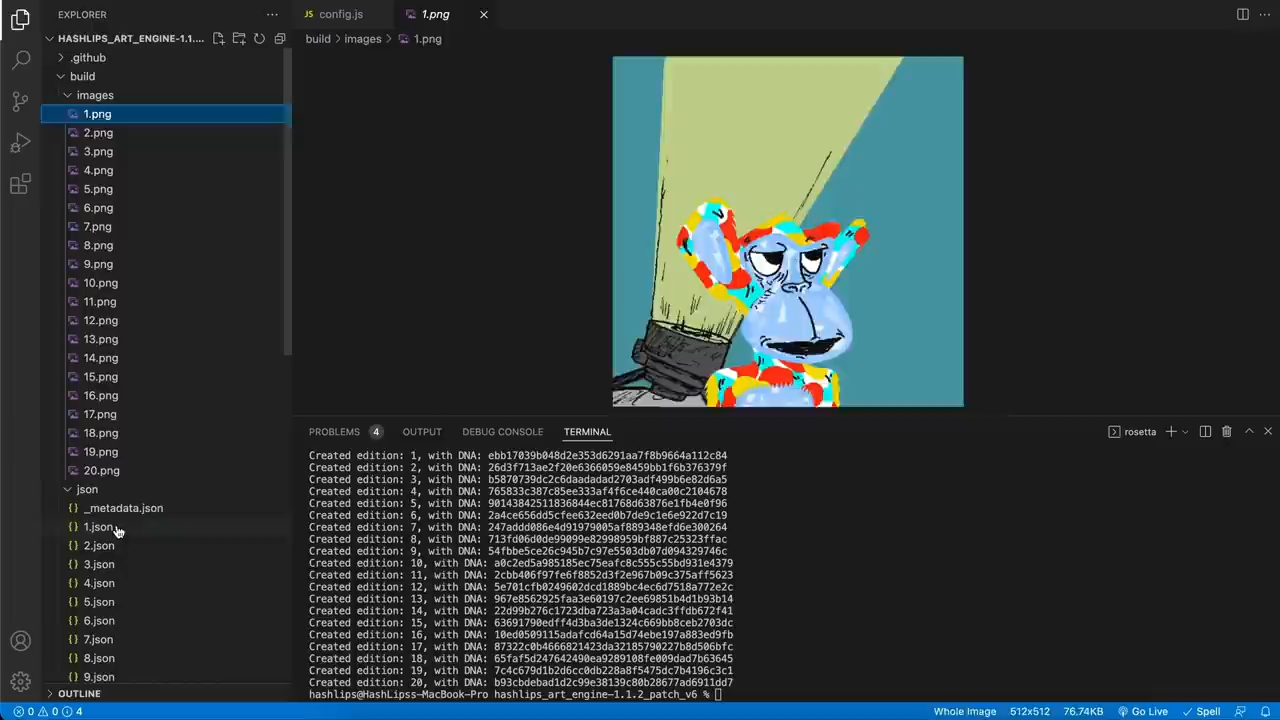 EXPLORER
config.js
1.png
HASHLIPS_ART_ENGINE-1.1....
build
images
1.png
.github
build
images
1.png
2.png
3.png
4.png
5.png
6.png
7.png
8.png
9.png
10.png
11.png
12.png
13.png
14.png
15.png
16.png
17.png
18.png
19.png
20.png
json
_metadata.json
1.json
2.json
3.json
4.json
5.json
6.json
7.json
8.json
9.json
OUTLINE
PROBLEMS 4 OUTPUT DEBUG CONSOLE TERMINAL
rosetta
Created edition: 1, with DNA: ebb17039b048d2e353d6291aa7f8b9664a112c84
Created edition: 2, with DNA: 26d3f713ae2f20e6366059e8459bb1f6b376379f
Created edition: 3, with DNA: b5870739dc2c6daadadad2703adf499b6e82d6a5
Created edition: 4, with DNA: 765833c387c85ee333af4f6ce440ca00c2104678
Created edition: 5, with DNA: 90143842511836844ec81768d63876e1fb4e0f96
Created edition: 6, with DNA: 2a4ce656dd5cfee632eed0b7de9c1e6e922d7c19
Created edition: 7, with DNA: 247addd086e4d91979005af889348efd6e300264
Created edition: 8, with DNA: 713fd06d0de99099e82998959bf887c25323ffac
Created edition: 9, with DNA: 54fbbe5ce26c945b7c97e5503db07d094329746c
Created edition: 10, with DNA: a0c2ed5a985185ec75eafc8c555c55bd931e4379
Created edition: 11, with DNA: 2cbb406f97fe6f8852d3f2e967b09c375aff5623
Created edition: 12, with DNA: 5e701cfb0249602dcd1889bc4ec6d7518a772e2c
Created edition: 13, with DNA: 967e8562925faa3e60197c2ee69851b4d1b93b14
Created edition: 14, with DNA: 22d99b276c1723dba723a3a04cadc3ffdb672f41
Created edition: 15, with DNA: 63691790edff4d3ba3de1324c669bb8ceb2703dc
Created edition: 16, with DNA: 10ed0509115adafcd64a15d74ebe197a883ed9fb
Created edition: 17, with DNA: 87322c0b4666821423da32185790227b8d506bfc
Created edition: 18, with DNA: 65faf5d247642490ea9289108fe009dad7b63645
Created edition: 19, with DNA: 7c4c679d1b2d6cc0db228a8f5475dc7b4196c3c1
Created edition: 20, with DNA: b93cbdebad1d2c99e38139c80b28677ad6911dd7
hashlips@HashLipss-MacBook-Pro hashlips_art_engine-1.1.2_patch_v6 %
0 0 4
Whole Image 512x512 76.74KB Go Live Spell